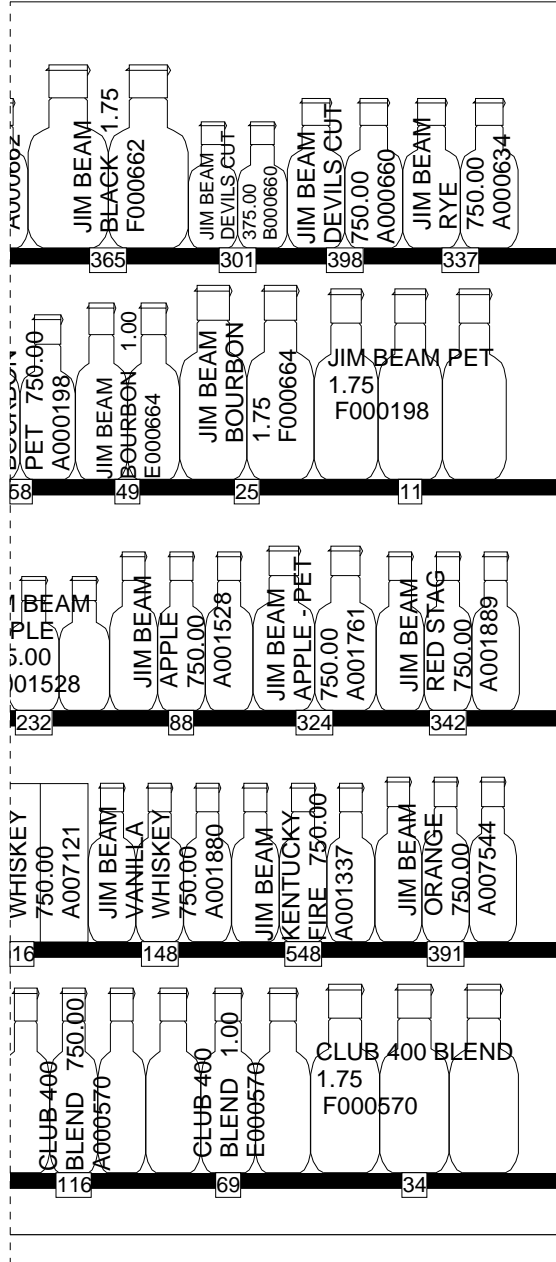 A000662
JIM BEAM
BLACK 1.75
F000662
JIM BEAM
DEVILS CUT
375.00
B000660
JIM BEAM
DEVILS CUT
750.00
A000660
JIM BEAM
RYE
750.00
A000634
365
301
398
337
PET 750.00
A000198
JIM BEAM
BOURBON 1.00
E000664
JIM BEAM
BOURBON
1.75
F000664
JIM BEAM PET
1.75
F000198
58
49
25
11
BEAM
PLE
5.00
01528
JIM BEAM
APPLE
750.00
A001528
JIM BEAM
APPLE - PET
750.00
A001761
JIM BEAM
RED STAG
750.00
A001889
232
88
324
342
WHISKEY
750.00
A007121
JIM BEAM
VANILLA
WHISKEY
750.00
A001880
JIM BEAM
KENTUCKY
FIRE 750.00
A001337
JIM BEAM
ORANGE
750.00
A007544
16
148
548
391
CLUB 400
BLEND 750.00
A000570
CLUB 400
BLEND 1.00
E000570
CLUB 400 BLEND
1.75
F000570
116
69
34